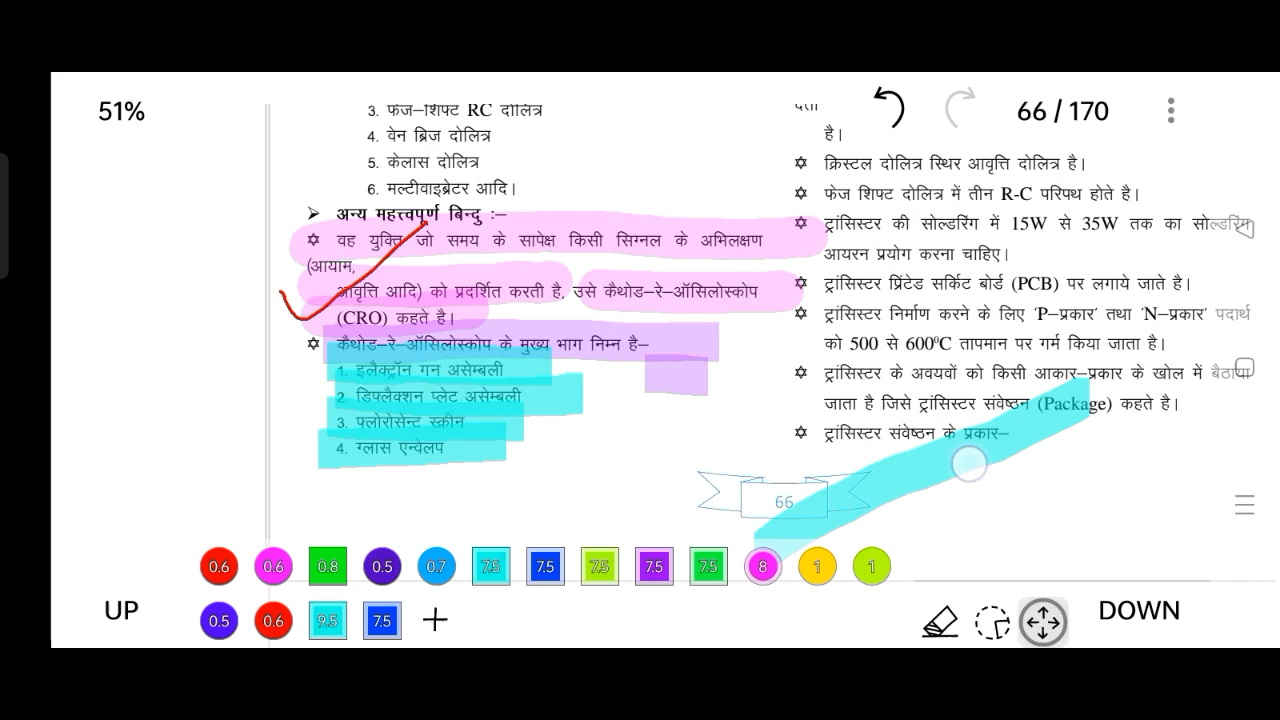 51%
66 / 170
3. फेज–शिफ्ट RC दोलित्र
4. वेन ब्रिज दोलित्र
5. केलास दोलित्र
6. मल्टीवाइब्रेटर आदि।
➤ अन्य महत्त्वपूर्ण बिन्दु :–
✡ वह युक्ति जो समय के सापेक्ष किसी सिग्नल के अभिलक्षण
(आयाम,
आवृत्ति आदि) को प्रदर्शित करती है, उसे कैथोड–रे–ऑसिलोस्कोप
(CRO) कहते है।
✡ कैथोड–रे–ऑसिलोस्कोप के मुख्य भाग निम्न है–
1. इलैक्ट्रॉन गन असेम्बली
2. डिफ्लैक्शन प्लेट असेम्बली
3. फ्लोरोसेन्ट स्क्रीन
4. ग्लास एन्वेलप
है।
✡ क्रिस्टल दोलित्र स्थिर आवृत्ति दोलित्र है।
✡ फेज शिफ्ट दोलित्र में तीन R-C परिपथ होते है।
✡ ट्रांसिस्टर की सोल्डरिंग में 15W से 35W तक का सोल्डरिंग
आयरन प्रयोग करना चाहिए।
✡ ट्रांसिस्टर प्रिंटेड सर्किट बोर्ड (PCB) पर लगाये जाते है।
✡ ट्रांसिस्टर निर्माण करने के लिए 'P–प्रकार' तथा 'N–प्रकार' पदार्थ
को 500 से 600⁰C तापमान पर गर्म किया जाता है।
✡ ट्रांसिस्टर के अवयवों को किसी आकार–प्रकार के खोल में बैठाया
जाता है जिसे ट्रांसिस्टर संवेष्ठन (Package) कहते है।
✡ ट्रांसिस्टर संवेष्ठन के प्रकार–
66
0.6 0.6 0.8 0.5 0.7 7.5 7.5 7.5 7.5 7.5 8 1 1
UP
0.5 0.6 9.5 7.5 +
DOWN